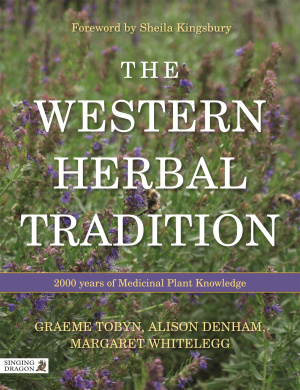 Foreword by Sheila Kingsbury
THE
WESTERN
HERBAL
TRADITION
2000 years of Medicinal Plant Knowledge
GRAEME TOBYN, ALISON DENHAM,
MARGARET WHITELEGG
SINGING
DRAGON